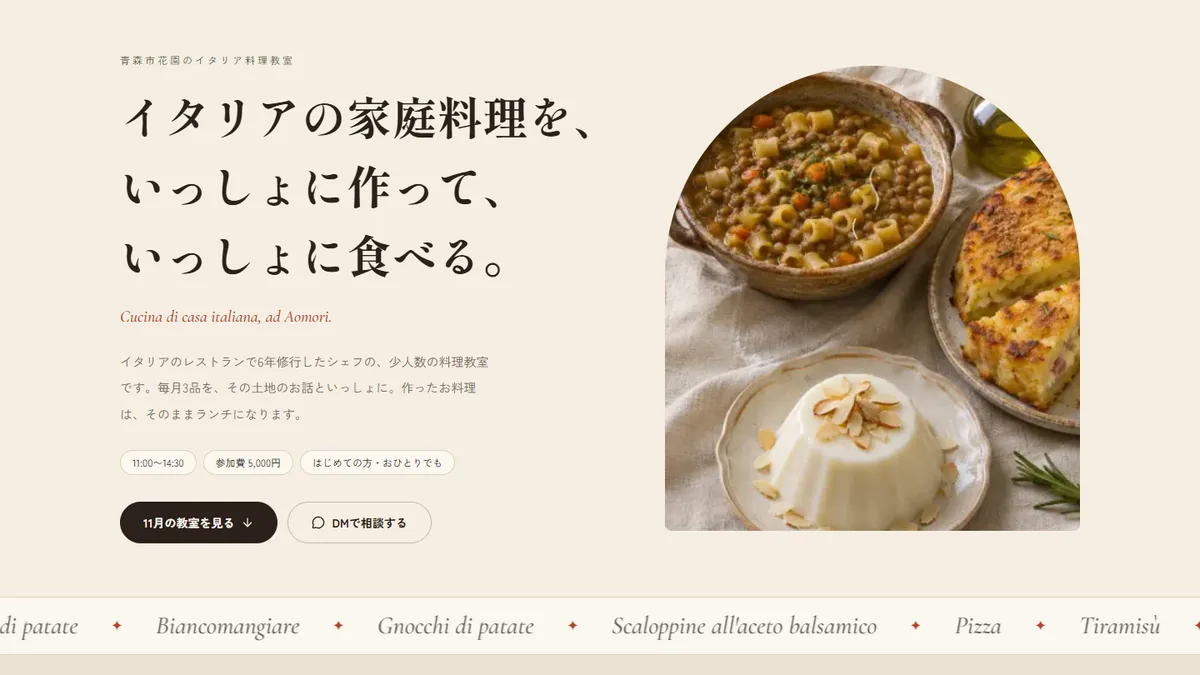 青森市花園のイタリア料理教室
イタリアの家庭料理を、
いっしょに作って、
いっしょに食べる。
Cucina di casa italiana, ad Aomori.
イタリアのレストランで6年修行したシェフの、少人数の料理教室
です。毎月3品を、その土地のお話といっしょに。作ったお料理
は、そのままランチになります。
11:00〜14:30
参加費 5,000円
はじめての方・おひとりでも
11月の教室を見る ↓
DMで相談する
di patate ✦ Biancomangiare ✦ Gnocchi di patate ✦ Scaloppine all'aceto balsamico ✦ Pizza ✦ Tiramisù